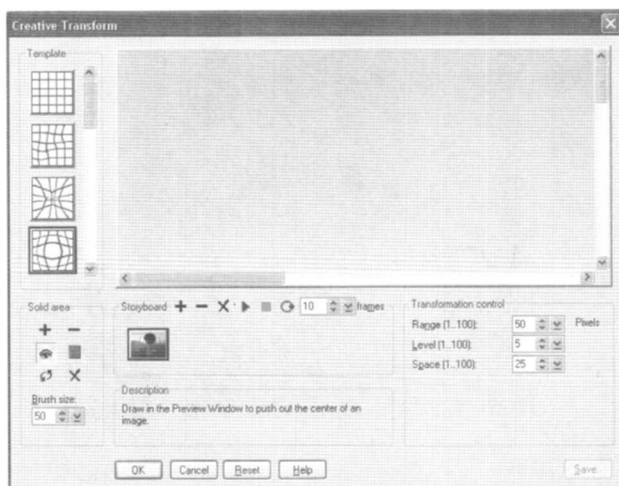 Creative Transform
Template
Solid area
Brush size:
50
Storyboard 10 frames
Description
Draw in the Preview Window to push out the center of an
image.
Transformation control
Range (1..100): 50 Pixels
Level (1..100): 5
Space (1..100): 25
OK Cancel Reset Help Save